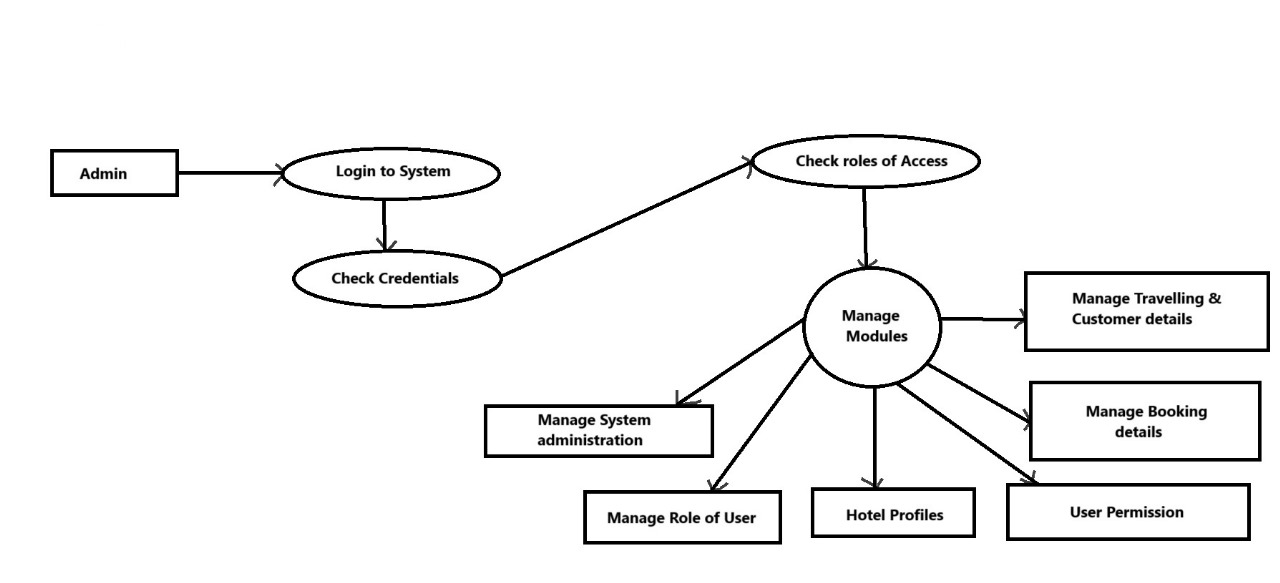 Admin
Login to System
Check roles of Access
Check Credentials
Manage
Modules
Manage Travelling &
Customer details
Manage System
administration
Manage Booking
details
Manage Role of User
Hotel Profiles
User Permission